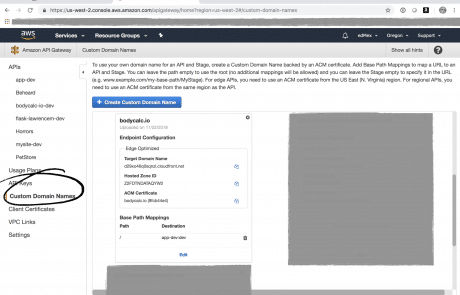 https://us-west-2.console.aws.amazon.com/apigateway/home?region=us-west-2#/custom-domain-names
aws
Services
Resource Groups
edMex
Oregon
Support
Amazon API Gateway
Custom Domain Names
Show all hints
?
APIs
app-dev
Beheard
bodycalc-io-dev
flask-lawrencem-dev
Horrors
mysite-dev
PetStore
Usage Plans
API Keys
Custom Domain Names
Client Certificates
VPC Links
Settings
To use your own domain name for an API and Stage, create a Custom Domain Name backed by an ACM certificate, Add Base Path Mappings to map a URL to an
API and Stage. You can leave the path empty to use the root (no additional mappings will be allowed) and you can leave the Stage empty to specify it in the URL
(e.g. www.example.com/my-base-path/MyStage). For edge APIs, you need to use an ACM certificate from the US East (N. Virginia) region. For regional APIs, you
need to use an ACM certificate from the same region as the API.
+ Create Custom Domain Name
bodycalc.io
Uploaded on 11/22/2018
Endpoint Configuration
Edge Optimized
Target Domain Name
Hosted Zone ID
Z2FDTNDATAQYW2
ACM Certificate
Base Path Mappings
Path Destination
/ app-dev:dev
Edit